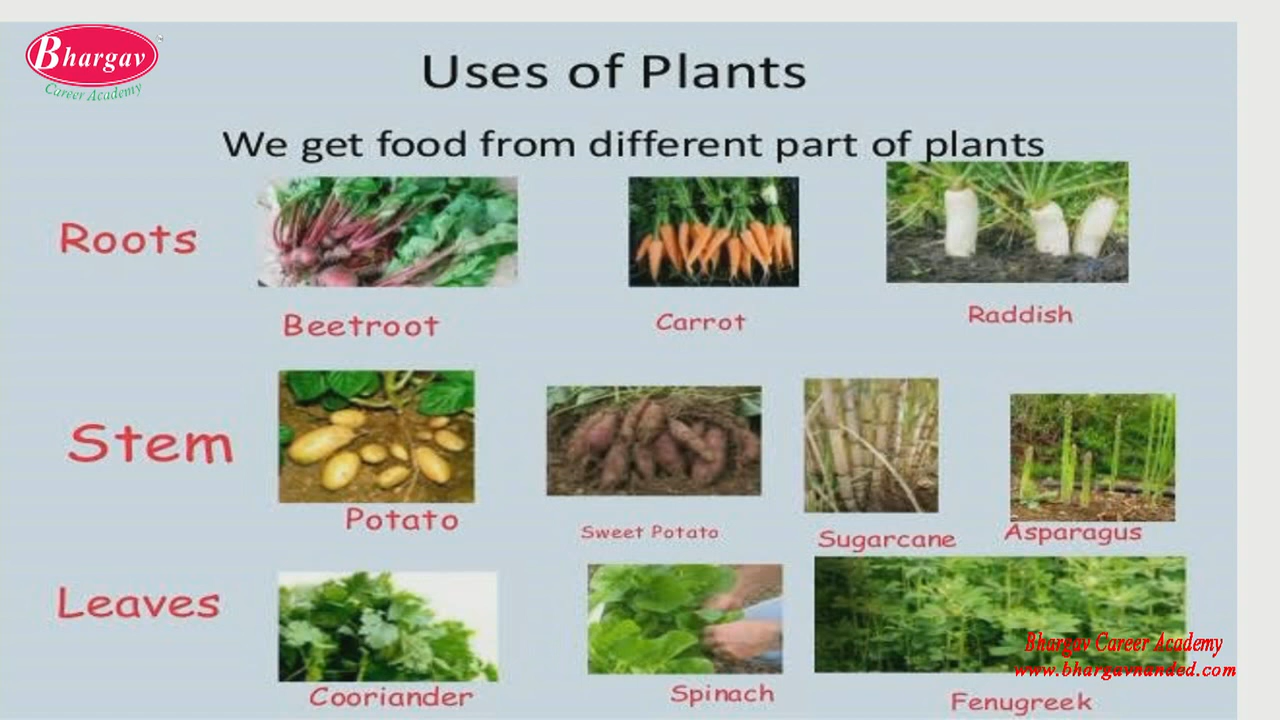 Bhargav
Career Academy
Uses of Plants
We get food from different part of plants
Roots
Beetroot
Carrot
Raddish
Stem
Potato
Sweet Potato
Sugarcane
Asparagus
Leaves
Cooriander
Spinach
Fenugreek
Bhargav Career Academy
www.bhargavnanded.com